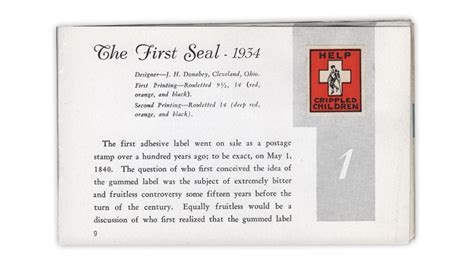 The First Seal - 1934
Designer—J. H. Donahey, Cleveland, Ohio.
First Printing—Rouletted 9½, 14 (red,
orange, and black).
Second Printing—Rouletted 14 (deep red,
orange, and black).
HELP
CRIPPLED
CHILDREN
1
The first adhesive label went on sale as a postage
stamp over a hundred years ago; to be exact, on May 1,
1840. The question of who first conceived the idea of
the gummed label was the subject of extremely bitter
and fruitless controversy some fifteen years before the
turn of the century. Equally fruitless would be a
discussion of who first realized that the gummed label
9